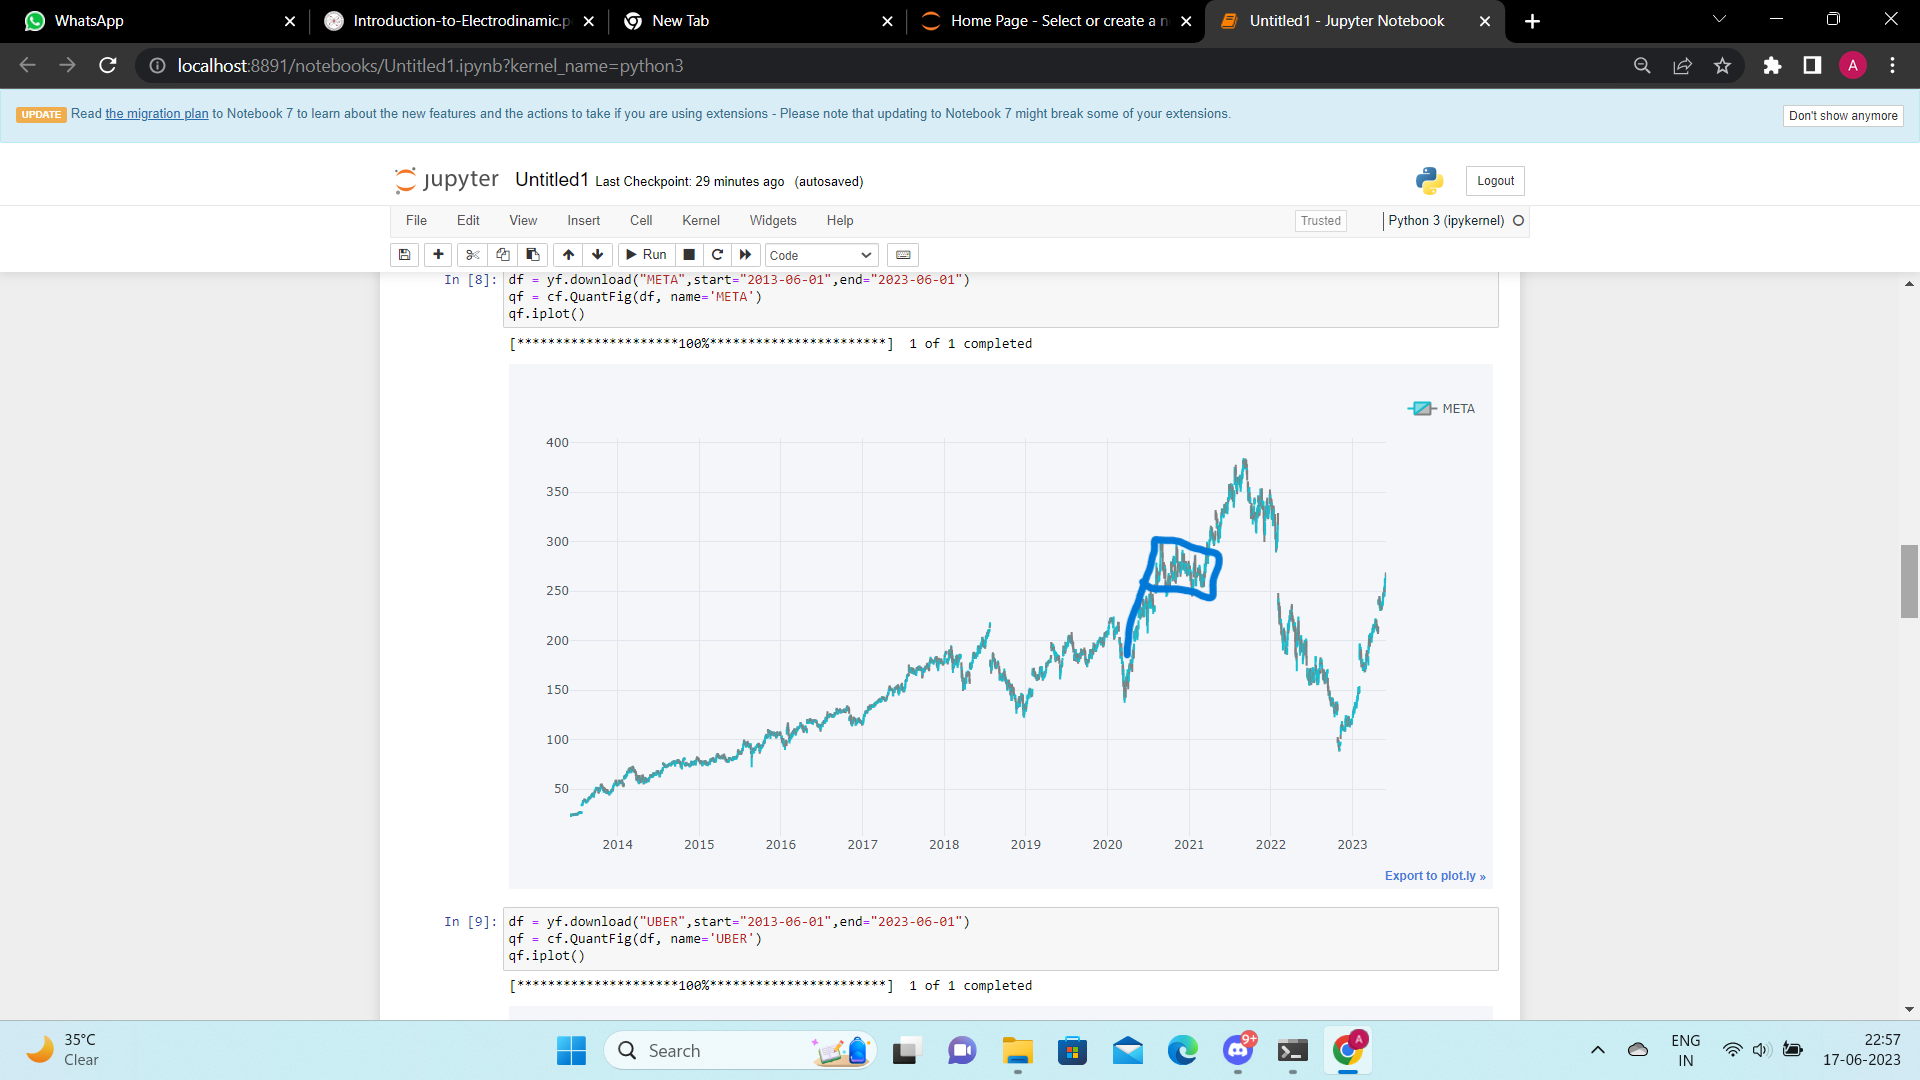 WhatsApp
Introduction-to-Electrodinamic.p
New Tab
Home Page - Select or create a n
Untitled1 - Jupyter Notebook
localhost:8891/notebooks/Untitled1.ipynb?kernel_name=python3
A
UPDATE Read the migration plan to Notebook 7 to learn about the new features and the actions to take if you are using extensions - Please note that updating to Notebook 7 might break some of your extensions.
Don't show anymore
jupyter Untitled1 Last Checkpoint: 29 minutes ago (autosaved)
Logout
File Edit View Insert Cell Kernel Widgets Help
Trusted
Python 3 (ipykernel)
Run
Code
In [8]: df = yf.download("META",start="2013-06-01",end="2023-06-01")
qf = cf.QuantFig(df, name='META')
qf.iplot()
[*********************100%***********************] 1 of 1 completed
META
400
350
300
250
200
150
100
50
2014 2015 2016 2017 2018 2019 2020 2021 2022 2023
Export to plot.ly »
In [9]: df = yf.download("UBER",start="2013-06-01",end="2023-06-01")
qf = cf.QuantFig(df, name='UBER')
qf.iplot()
[*********************100%***********************] 1 of 1 completed
35°C
Clear
Search
9+
A
ENG
IN
22:57
17-06-2023